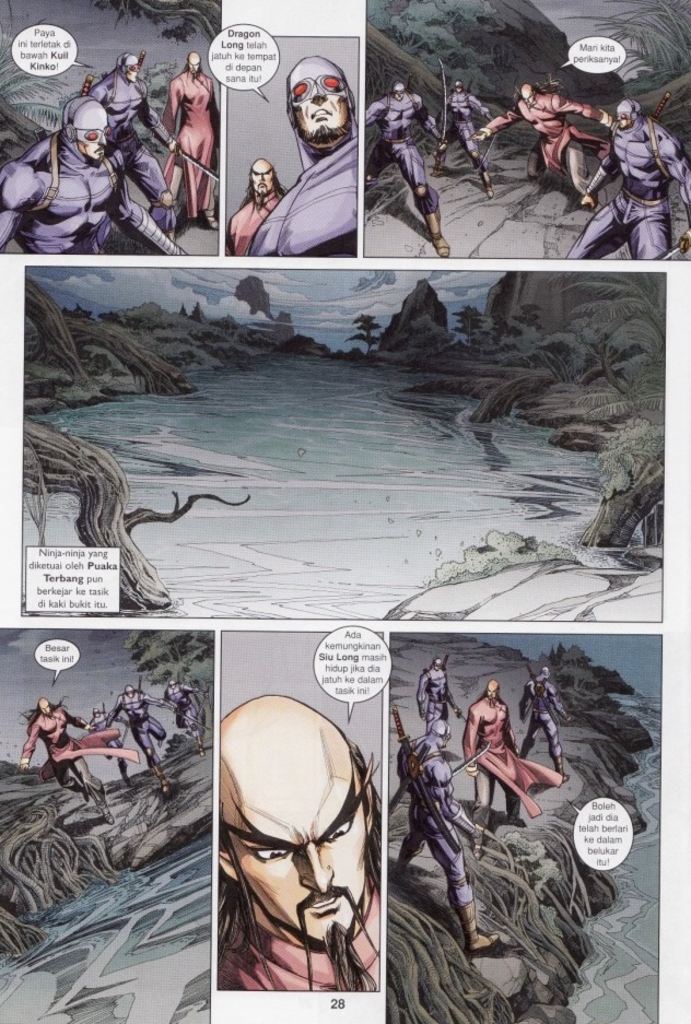 Paya
ini terletak di
bawah Kuil
Kinko!
Dragon
Long telah
jatuh ke tempat
di depan
sana itu!
Mari kita
periksanya!
Ninja-ninja yang
diketuai oleh Puaka
Terbang pun
berkejar ke tasik
di kaki bukit itu.
Besar
tasik ini!
Ada
kemungkinan
Siu Long masih
hidup jika dia
jatuh ke dalam
tasik ini!
Boleh
jadi dia
telah berlari
ke dalam
belukar
itu!
28